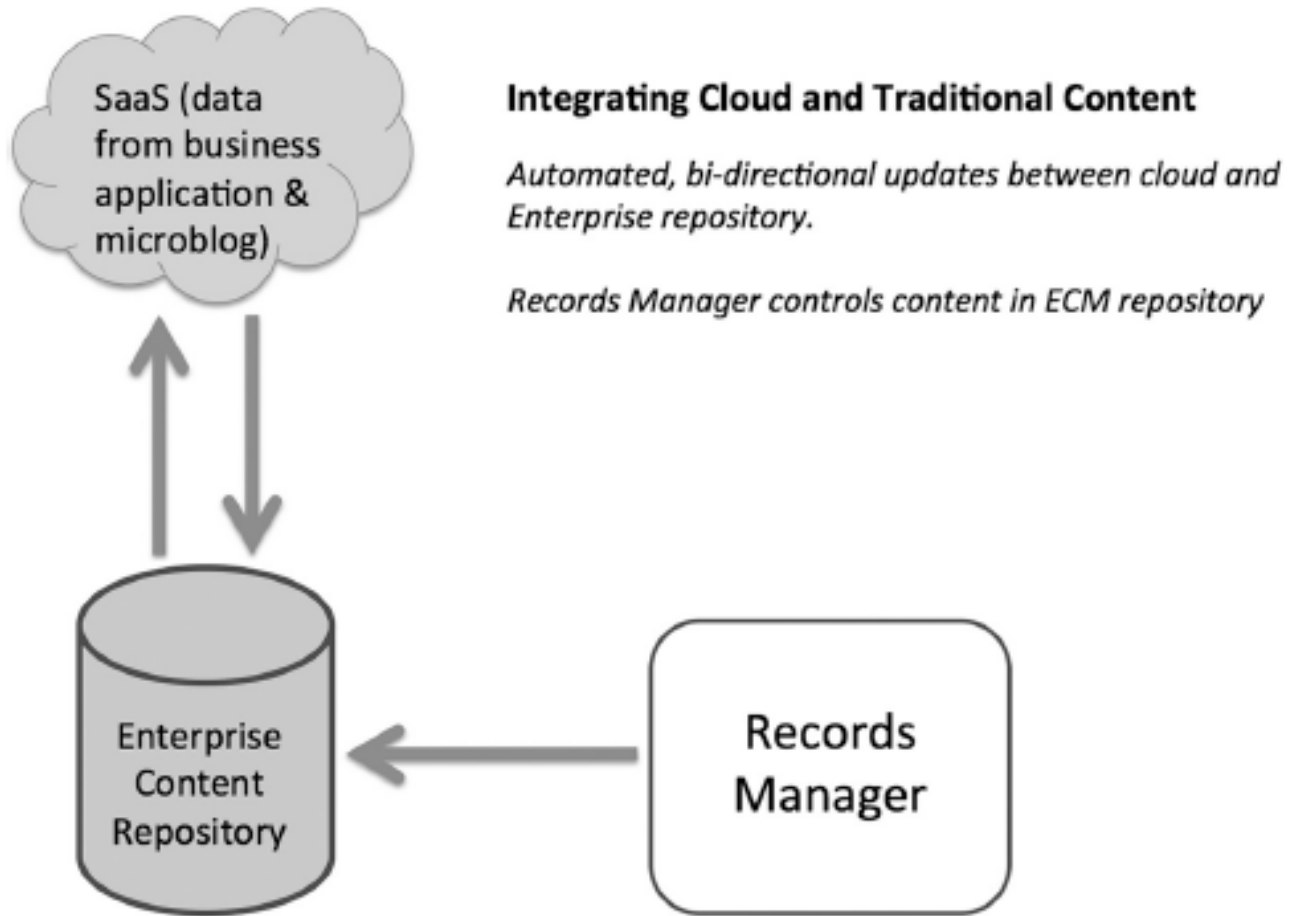 SaaS (data
from business
application &
microblog)
Integrating Cloud and Traditional Content
Automated, bi-directional updates between cloud and
Enterprise repository.
Records Manager controls content in ECM repository
Enterprise
Content
Repository
Records
Manager